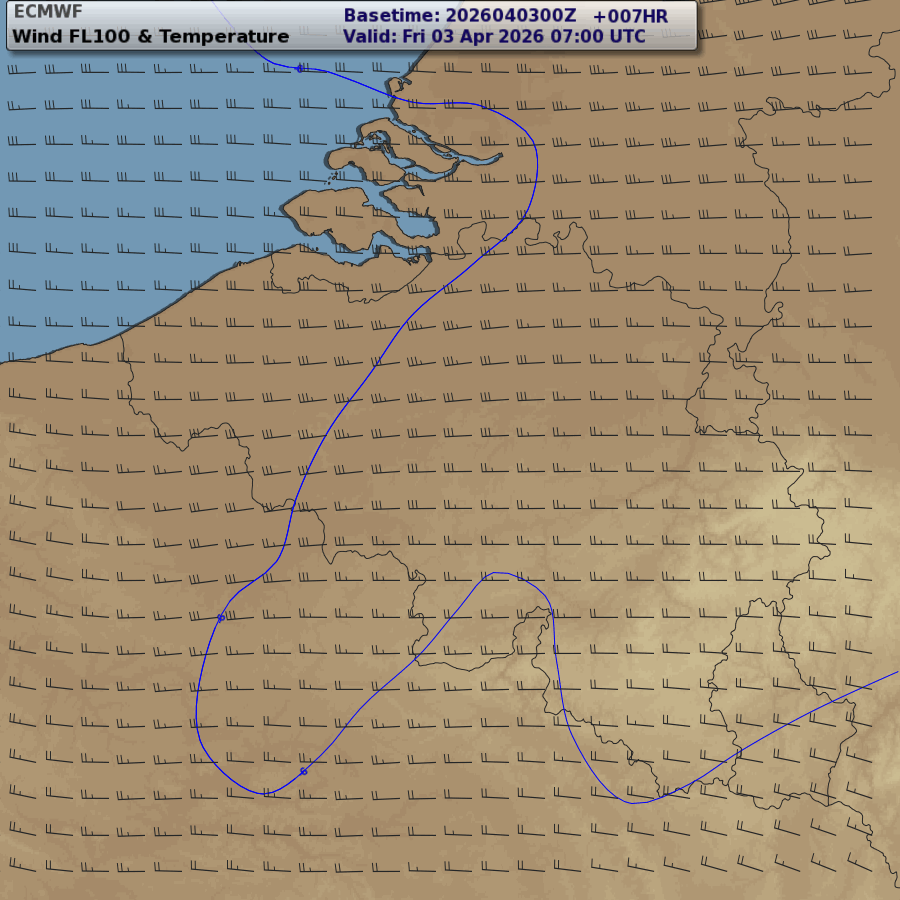 ECMWF
Basetime: 2026040300Z +007HR
Wind FL100 & Temperature
Valid: Fri 03 Apr 2026 07:00 UTC